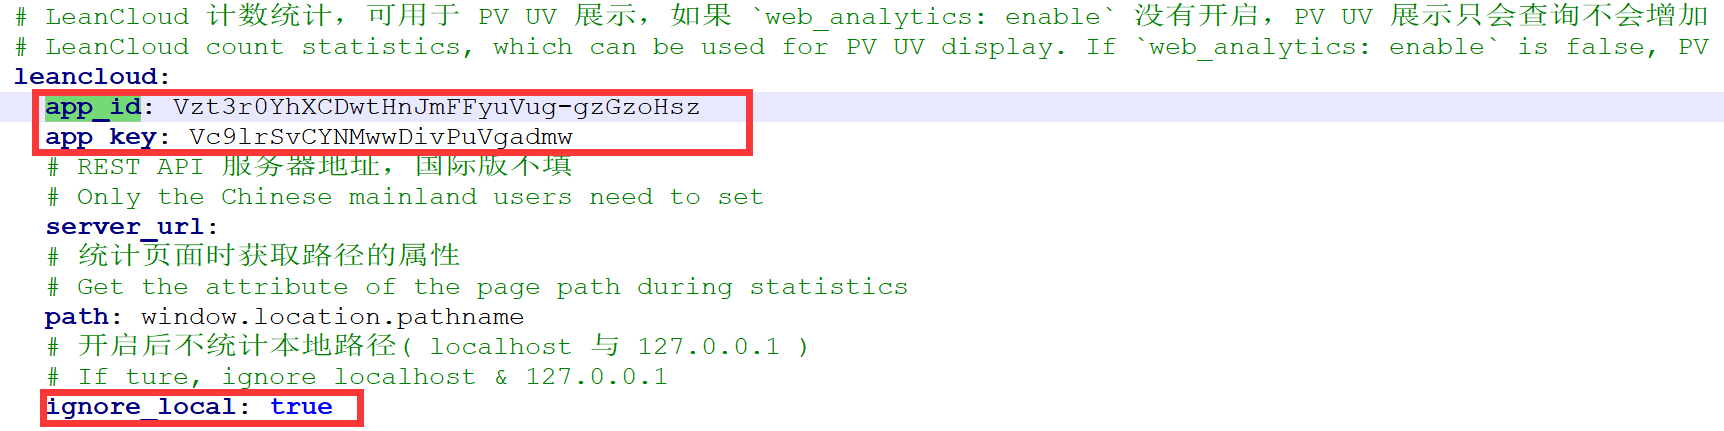 # LeanCloud 计数统计，可用于 PV UV 展示，如果 `web_analytics: enable` 没有开启，PV UV 展示只会查询不会增加
# LeanCloud count statistics, which can be used for PV UV display. If `web_analytics: enable` is false, PV
leancloud:
app_id: Vzt3r0YhXCDwtHnJmFFyuVug-gzGzoHsz
app_key: Vc9lrSvCYNMwwDivPuVgadmw
# REST API 服务器地址，国际版不填
# Only the Chinese mainland users need to set
server_url:
# 统计页面时获取路径的属性
# Get the attribute of the page path during statistics
path: window.location.pathname
# 开启后不统计本地路径( localhost 与 127.0.0.1 )
# If ture, ignore localhost & 127.0.0.1
ignore_local: true